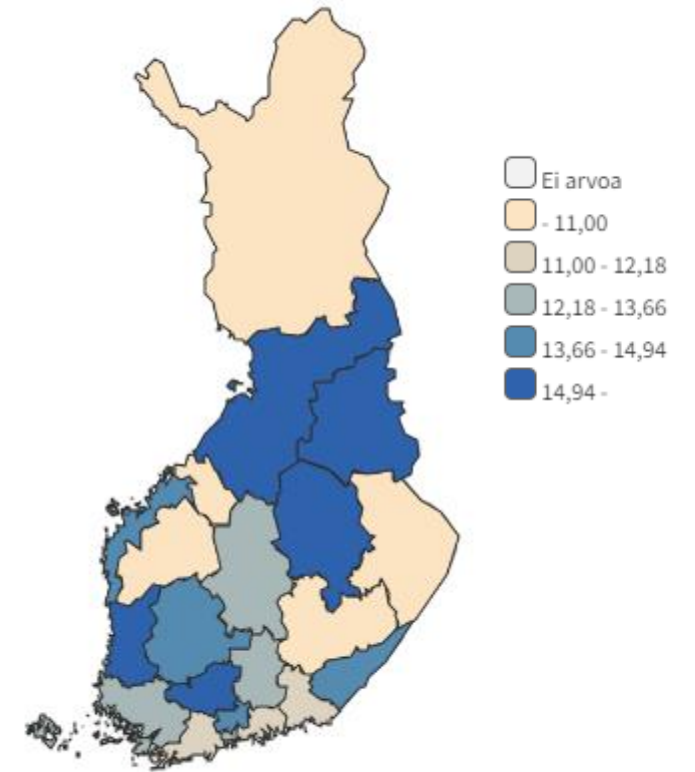 Ei arvoa
- 11,00
11,00 - 12,18
12,18 - 13,66
13,66 - 14,94
14,94 -